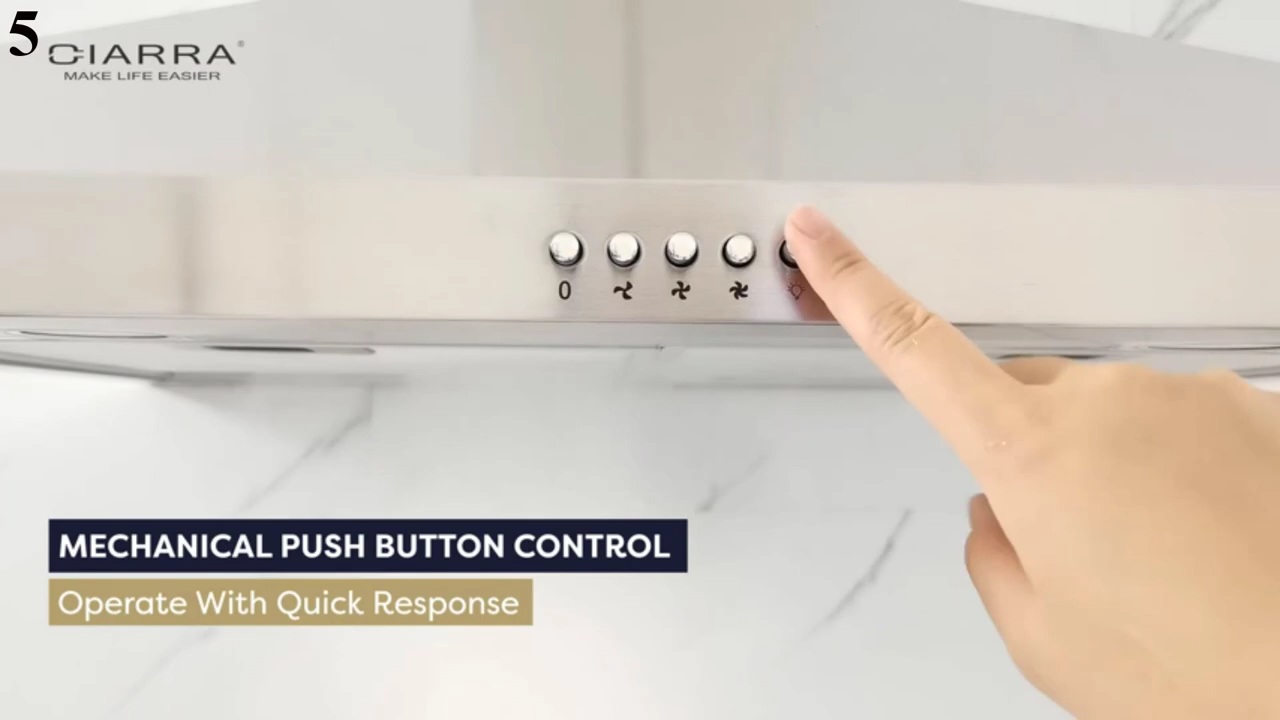 5
CIARRA®
MAKE LIFE EASIER
0
MECHANICAL PUSH BUTTON CONTROL
Operate With Quick Response